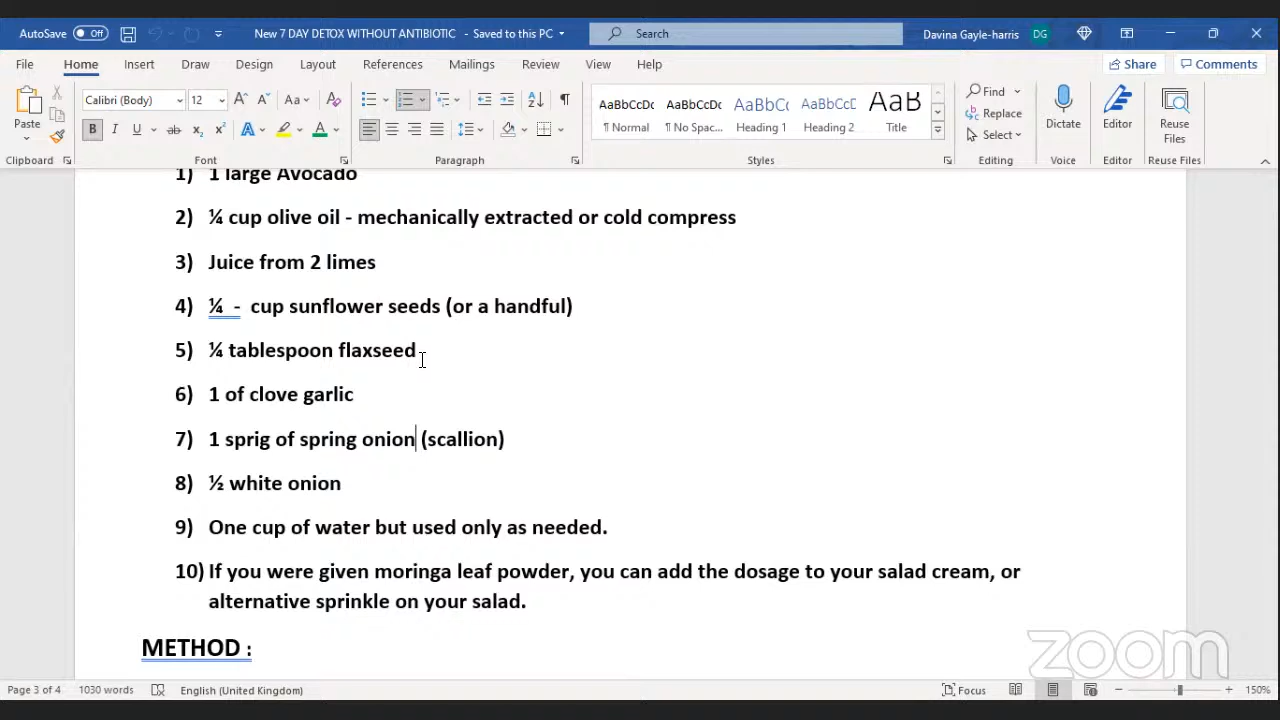 AutoSave Off New 7 DAY DETOX WITHOUT ANTIBIOTIC - Saved to this PC Search Davina Gayle-harris DG
File Home Insert Draw Design Layout References Mailings Review View Help Share Comments
Calibri (Body) 12 A A Aa A AaBbCcDc AaBbCcDc AaBbC( AaBbCcD AaB Find
Paste B I U ab x₂ x² A A ¶ Normal ¶ No Spac... Heading 1 Heading 2 Title Replace Dictate Editor Reuse Files
Select
Clipboard Font Paragraph Styles Editing Voice Editor Reuse Files
1) 1 large Avocado
2) ¼ cup olive oil - mechanically extracted or cold compress
3) Juice from 2 limes
4) ¼ - cup sunflower seeds (or a handful)
5) ¼ tablespoon flaxseed
6) 1 of clove garlic
7) 1 sprig of spring onion (scallion)
8) ½ white onion
9) One cup of water but used only as needed.
10) If you were given moringa leaf powder, you can add the dosage to your salad cream, or
alternative sprinkle on your salad.
METHOD :
zoom
Page 3 of 4 1030 words English (United Kingdom) Focus 150%